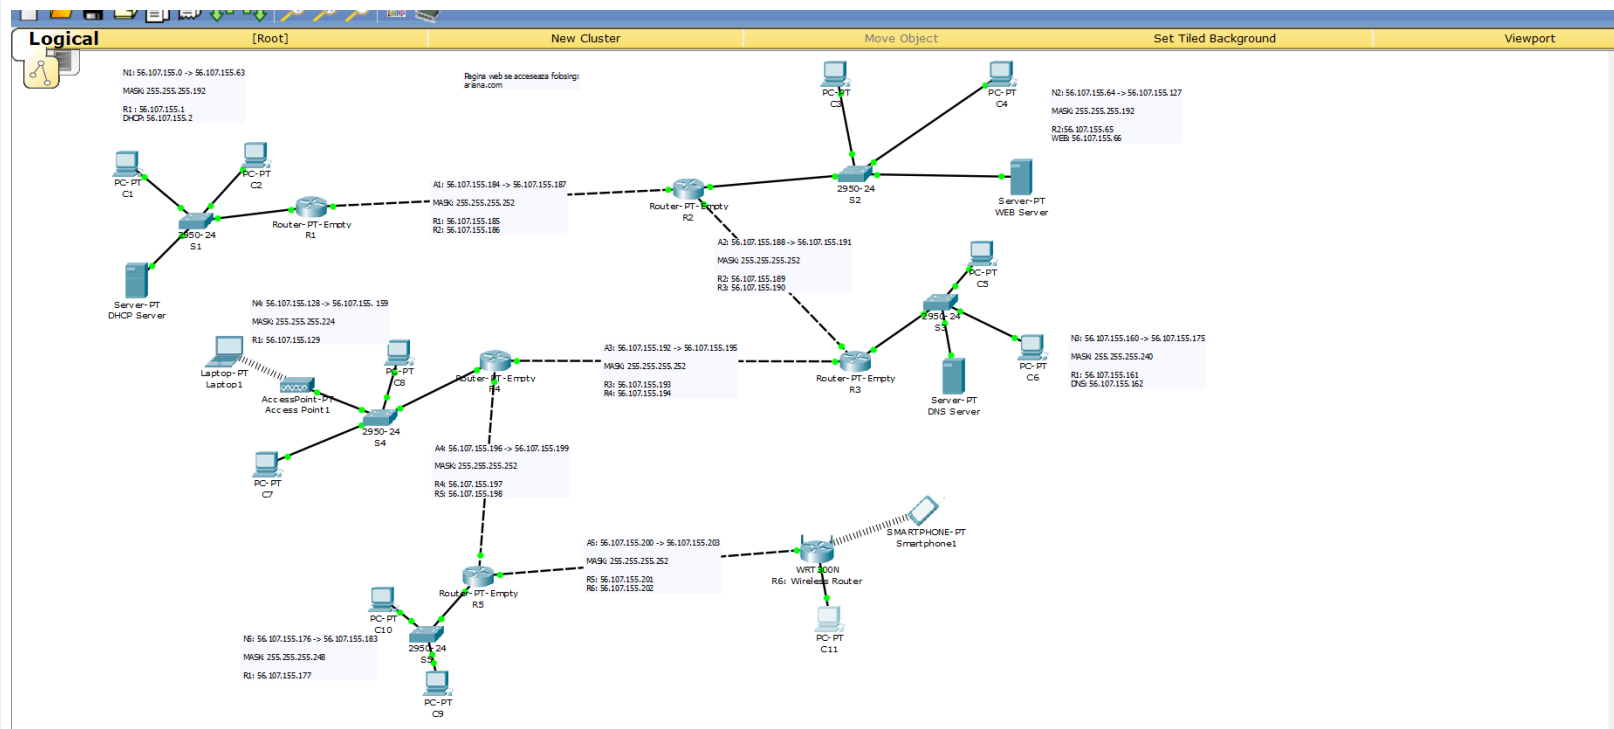 Logical
[Root]
New Cluster
Move Object
Set Tiled Background
Viewport
N1: 56.107.155.0 -> 56.107.155.63
MASK: 255.255.255.192
R1 : 56.107.155.1
DHCP: 56.107.155.2
Pagina web se acceseaza folosing:
ariana.com
PC-PT
C3
PC-PT
C4
N2: 56.107.155.64 -> 56.107.155.127
MASK: 255.255.255.192
R2:56.107.155.65
WEB: 56.107.155.66
PC-PT
C1
PC-PT
C2
2950-24
S1
Router-PT-Empty
R1
Server-PT
DHCP Server
A1: 56.107.155.184 -> 56.107.155.187
MASK: 255.255.255.252
R1: 56.107.155.185
R2: 56.107.155.186
Router-PT-Empty
R2
2950-24
S2
Server-PT
WEB Server
A2: 56.107.155.188 -> 56.107.155.191
MASK: 255.255.255.252
R2: 56.107.155.189
R3: 56.107.155.190
PC-PT
C5
2950-24
S3
PC-PT
C6
Server-PT
DNS Server
Router-PT-Empty
R3
N3: 56.107.155.160 -> 56.107.155.175
MASK: 255.255.255.240
R1: 56.107.155.161
DNS: 56.107.155.162
N4: 56.107.155.128 -> 56.107.155. 159
MASK: 255.255.255.224
R1: 56.107.155.129
Laptop-PT
Laptop1
AccessPoint-PT
Access Point1
PC-PT
C8
Router-PT-Empty
R4
2950-24
S4
PC-PT
C7
A3: 56.107.155.192 -> 56.107.155.195
MASK: 255.255.255.252
R3: 56.107.155.193
R4: 56.107.155.194
A4: 56.107.155.196 -> 56.107.155.199
MASK: 255.255.255.252
R4: 56.107.155.197
R5: 56.107.155.198
A5: 56.107.155.200 -> 56.107.155.203
MASK: 255.255.255.252
R5: 56.107.155.201
R6: 56.107.155.202
SMARTPHONE-PT
Smartphone1
WRT300N
R6: Wireless Router
PC-PT
C11
Router-PT-Empty
R5
PC-PT
C10
2950-24
S5
PC-PT
C9
N5: 56.107.155.176 -> 56.107.155.183
MASK: 255.255.255.248
R1: 56.107.155.177